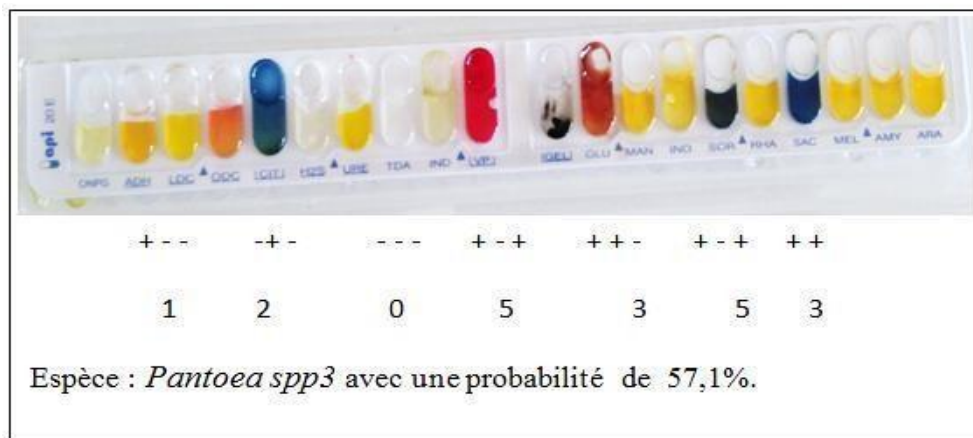 api 20 E
ONPG ADH LDC ODC |CIT| H2S URE TDA IND |VP| |GEL| GLU MAN INO SOR RHA SAC MEL AMY ARA
+ - - - + - - - - + - + + + - + - + + +
1 2 0 5 3 5 3
Espèce : Pantoea spp3 avec une probabilité de 57,1%.